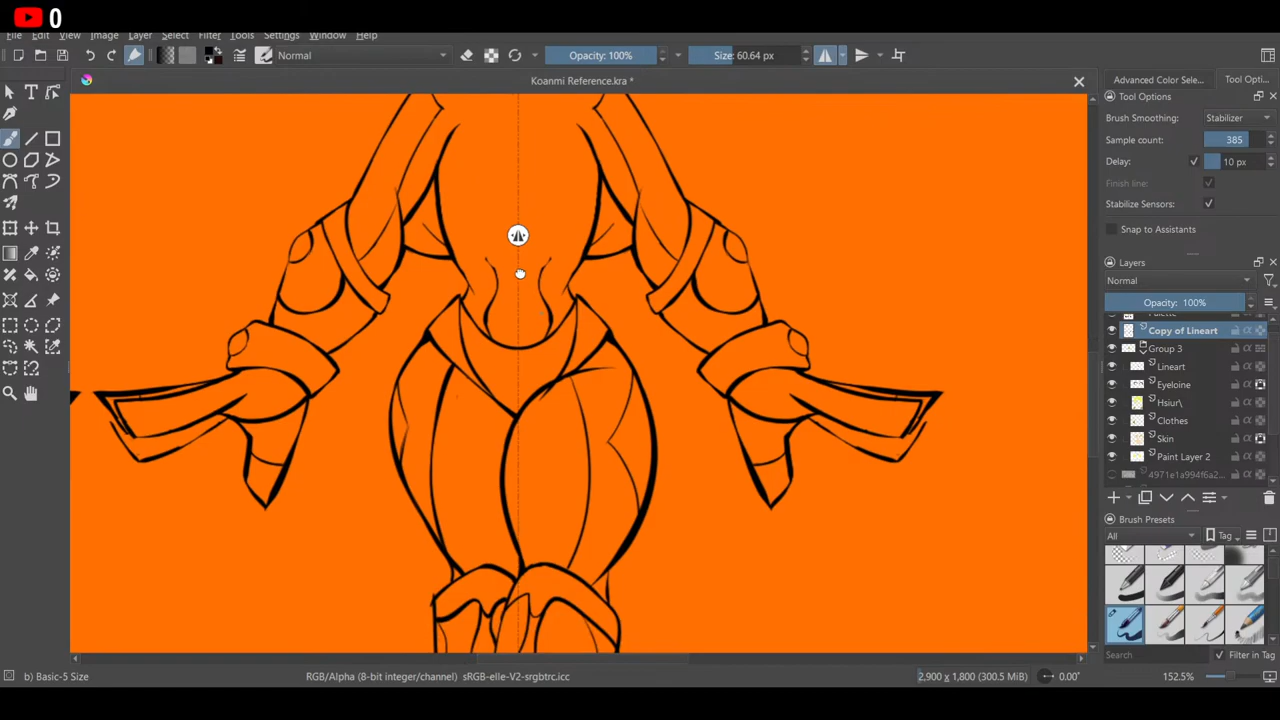 0
File Edit View Image Layer Select Filter Tools Settings Window Help
Normal
Opacity: 100%
Size: 60.64 px
Koanmi Reference.kra *
Advanced Color Sele...
Tool Opti...
Tool Options
Brush Smoothing: Stabilizer
Sample count: 385
Delay: 10 px
Finish line:
Stabilize Sensors:
Snap to Assistants
Layers
Normal
Opacity: 100%
Palette
Copy of Lineart
Group 3
Lineart
Eyeloine
Hsiur\
Clothes
Skin
Paint Layer 2
4971e1a994f6a2...
Brush Presets
All
Tag
Search
Filter in Tag
b) Basic-5 Size
RGB/Alpha (8-bit integer/channel) sRGB-elle-V2-srgbtrc.icc
2,900 x 1,800 (300.5 MiB)
0.00°
152.5%